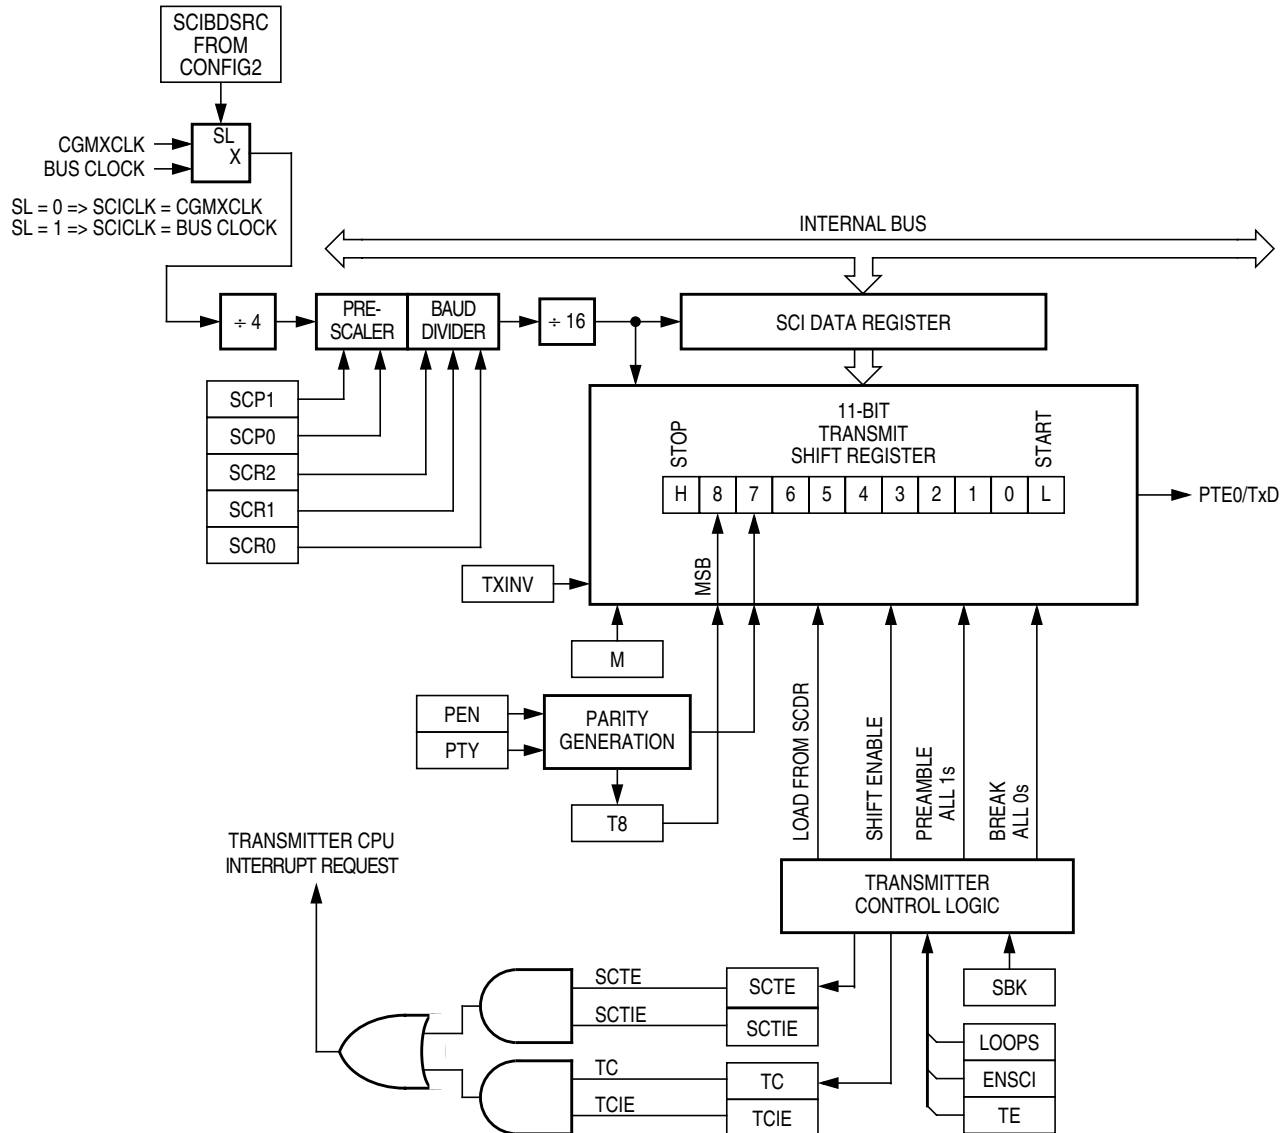 SCIBDSRC
FROM
CONFIG2
SL
X
CGMXCLK
BUS CLOCK
SL = 0 => SCICLK = CGMXCLK
SL = 1 => SCICLK = BUS CLOCK
INTERNAL BUS
÷ 4
PRE-
SCALER
BAUD
DIVIDER
÷ 16
SCI DATA REGISTER
SCP1
SCP0
SCR2
SCR1
SCR0
11-BIT
TRANSMIT
SHIFT REGISTER
STOP
START
H 8 7 6 5 4 3 2 1 0 L
PTE0/TxD
TXINV
MSB
M
PEN
PTY
PARITY
GENERATION
T8
LOAD FROM SCDR
SHIFT ENABLE
PREAMBLE
ALL 1s
BREAK
ALL 0s
TRANSMITTER CPU
INTERRUPT REQUEST
TRANSMITTER
CONTROL LOGIC
SCTE
SCTIE
SCTE
SCTIE
SBK
TC
TCIE
TC
TCIE
LOOPS
ENSCI
TE